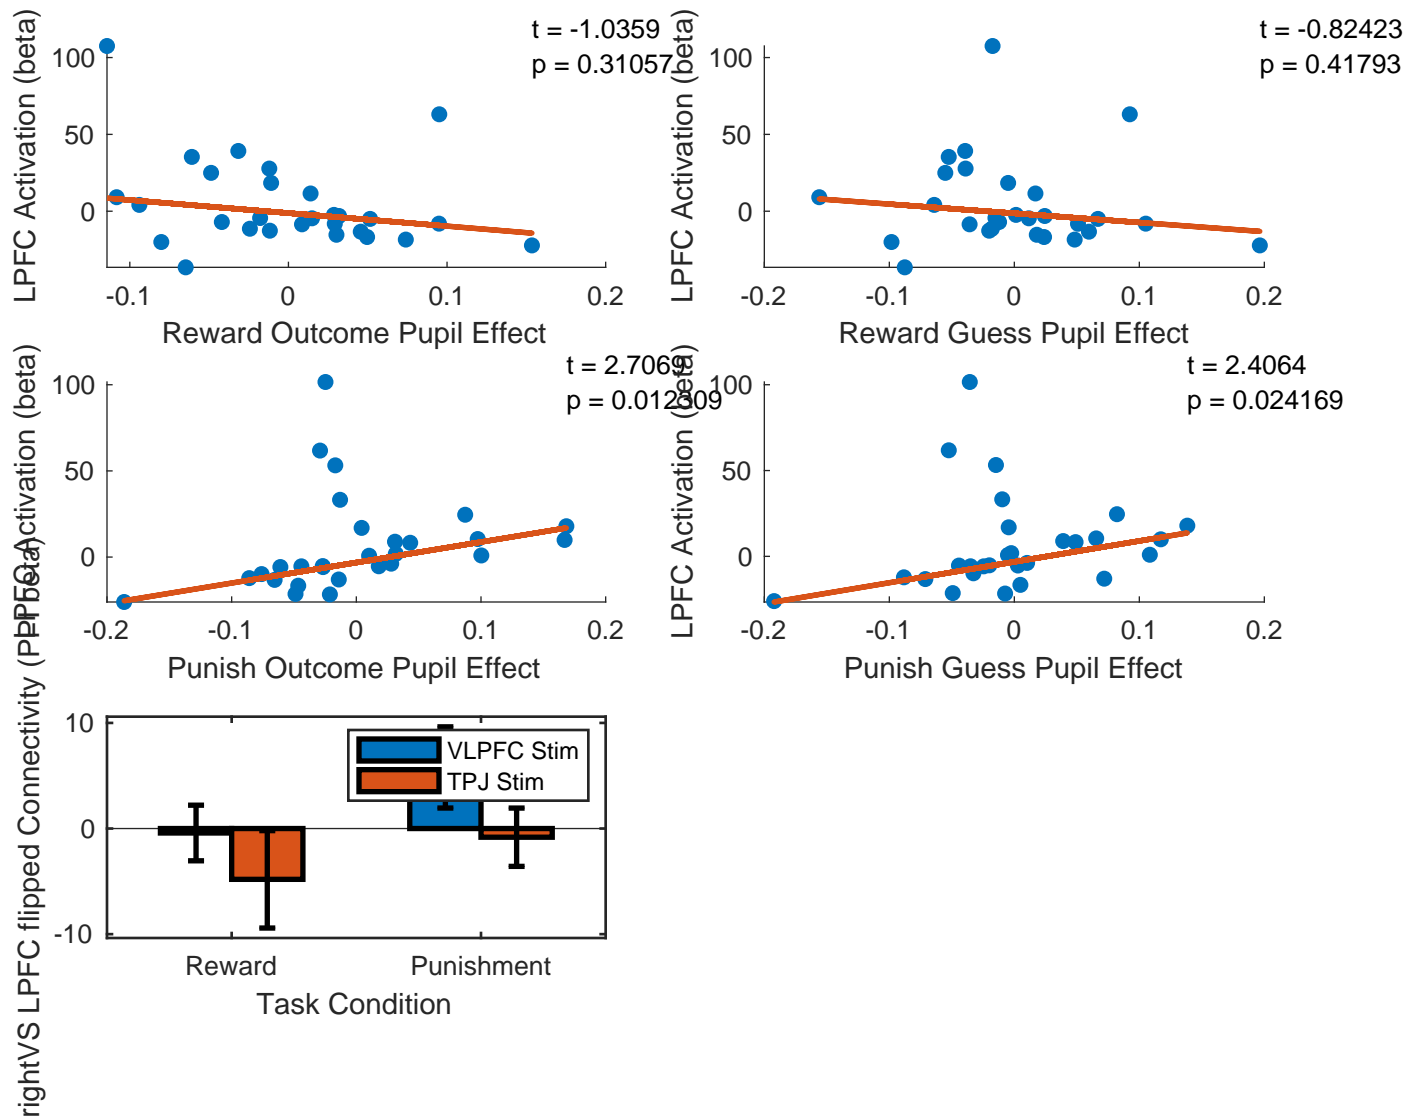 t = -1.0359
p = 0.31057
LPFC Activation (beta)
100
50
0
-0.1
0
0.1
0.2
Reward Outcome Pupil Effect
t = -0.82423
p = 0.41793
LPFC Activation (beta)
100
50
0
-0.2
-0.1
0
0.1
0.2
Reward Guess Pupil Effect
t = 2.7069
p = 0.012309
LPFC Activation (beta)
100
50
0
-0.2
-0.1
0
0.1
0.2
Punish Outcome Pupil Effect
t = 2.4064
p = 0.024169
LPFC Activation (beta)
100
50
0
-0.2
-0.1
0
0.1
0.2
Punish Guess Pupil Effect
rightVS LPFC flipped Connectivity (PPI beta)
10
0
-10
VLPFC Stim
TPJ Stim
Reward
Punishment
Task Condition